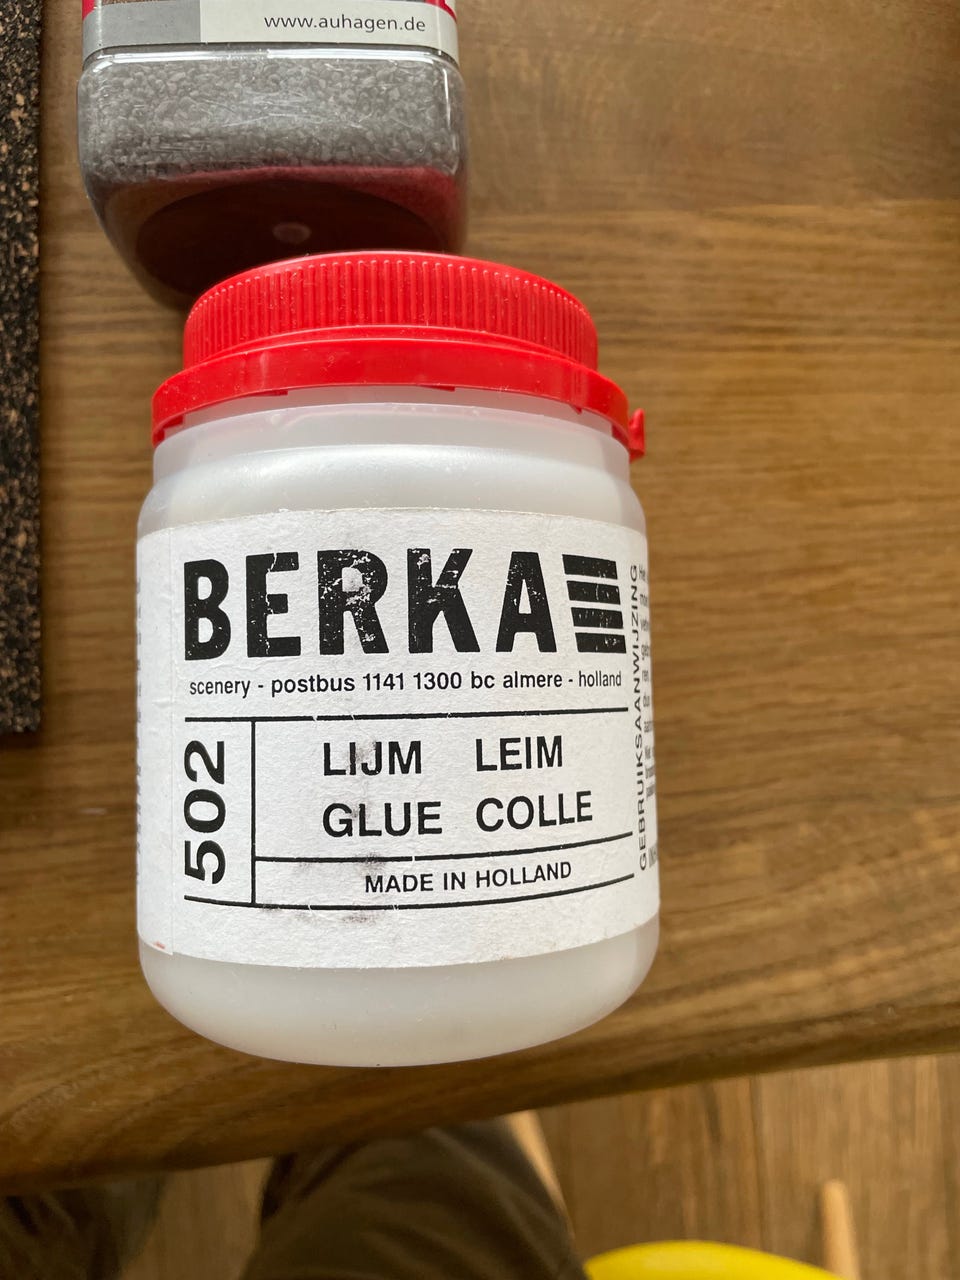 www.auhagen.de
BERKA
scenery - postbus 1141 1300 bc almere - holland
502
LIJM LEIM
GLUE COLLE
MADE IN HOLLAND
GEBRUIKSAANWIJZING